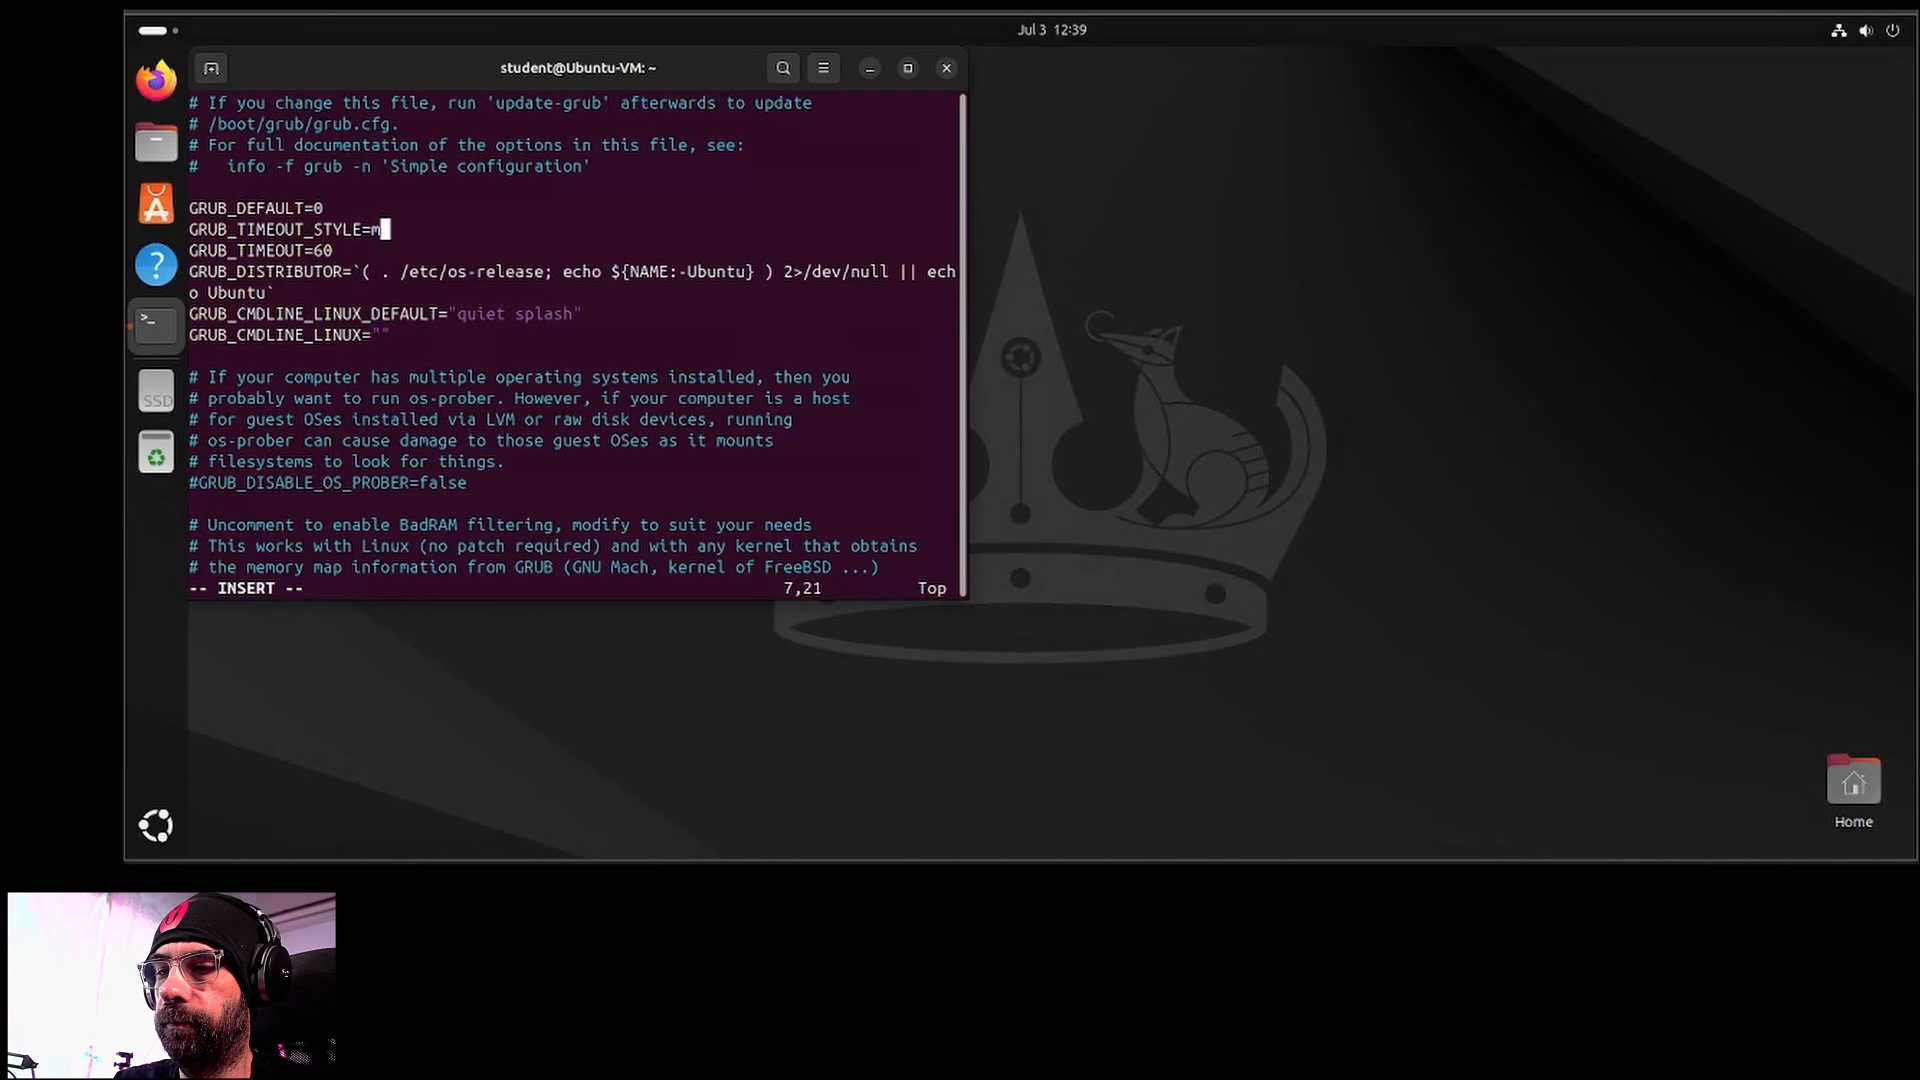 Jul 3 12:39
student@Ubuntu-VM: ~
# If you change this file, run 'update-grub' afterwards to update
# /boot/grub/grub.cfg.
# For full documentation of the options in this file, see:
#   info -f grub -n 'Simple configuration'
GRUB_DEFAULT=0
GRUB_TIMEOUT_STYLE=m
GRUB_TIMEOUT=60
GRUB_DISTRIBUTOR=`( . /etc/os-release; echo ${NAME:-Ubuntu} ) 2>/dev/null || ech
o Ubuntu`
GRUB_CMDLINE_LINUX_DEFAULT="quiet splash"
GRUB_CMDLINE_LINUX=""
# If your computer has multiple operating systems installed, then you
# probably want to run os-prober. However, if your computer is a host
# for guest OSes installed via LVM or raw disk devices, running
# os-prober can cause damage to those guest OSes as it mounts
# filesystems to look for things.
#GRUB_DISABLE_OS_PROBER=false
# Uncomment to enable BadRAM filtering, modify to suit your needs
# This works with Linux (no patch required) and with any kernel that obtains
# the memory map information from GRUB (GNU Mach, kernel of FreeBSD ...)
-- INSERT --    7,21    Top
>_
SSD
Home